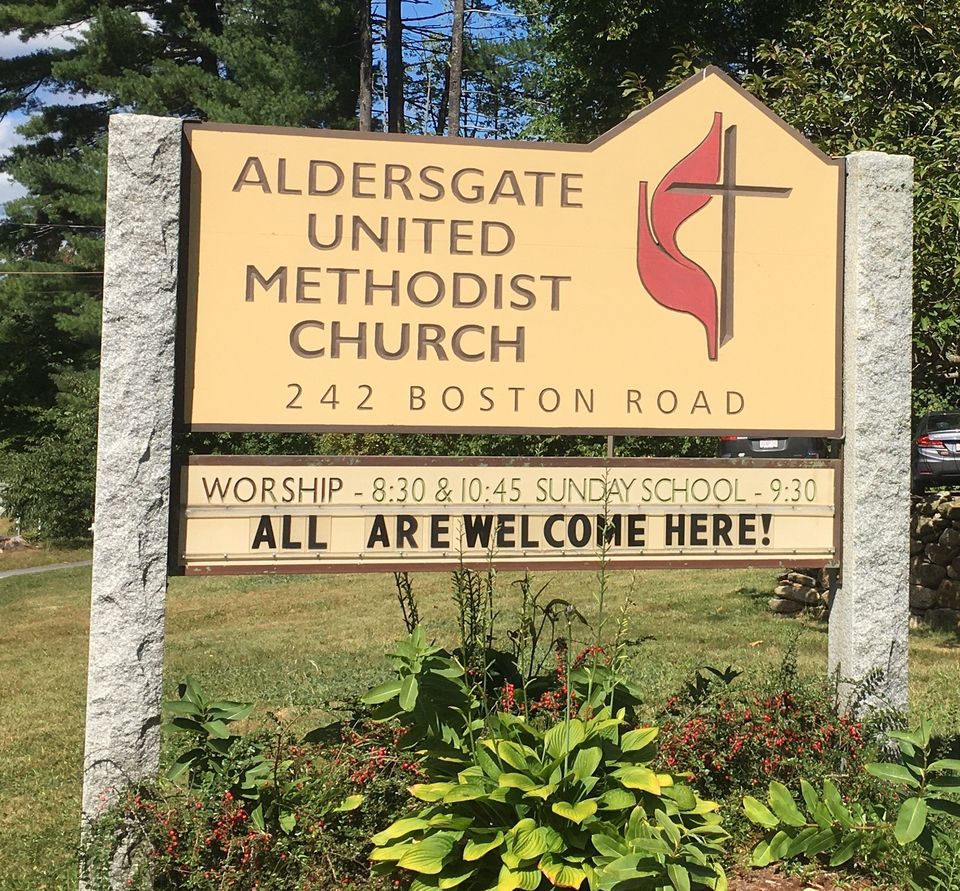 ALDERSGATE
UNITED
METHODIST
CHURCH
242 BOSTON ROAD
WORSHIP - 8:30 & 10:45 SUNDAY SCHOOL - 9:30
ALL ARE WELCOME HERE!